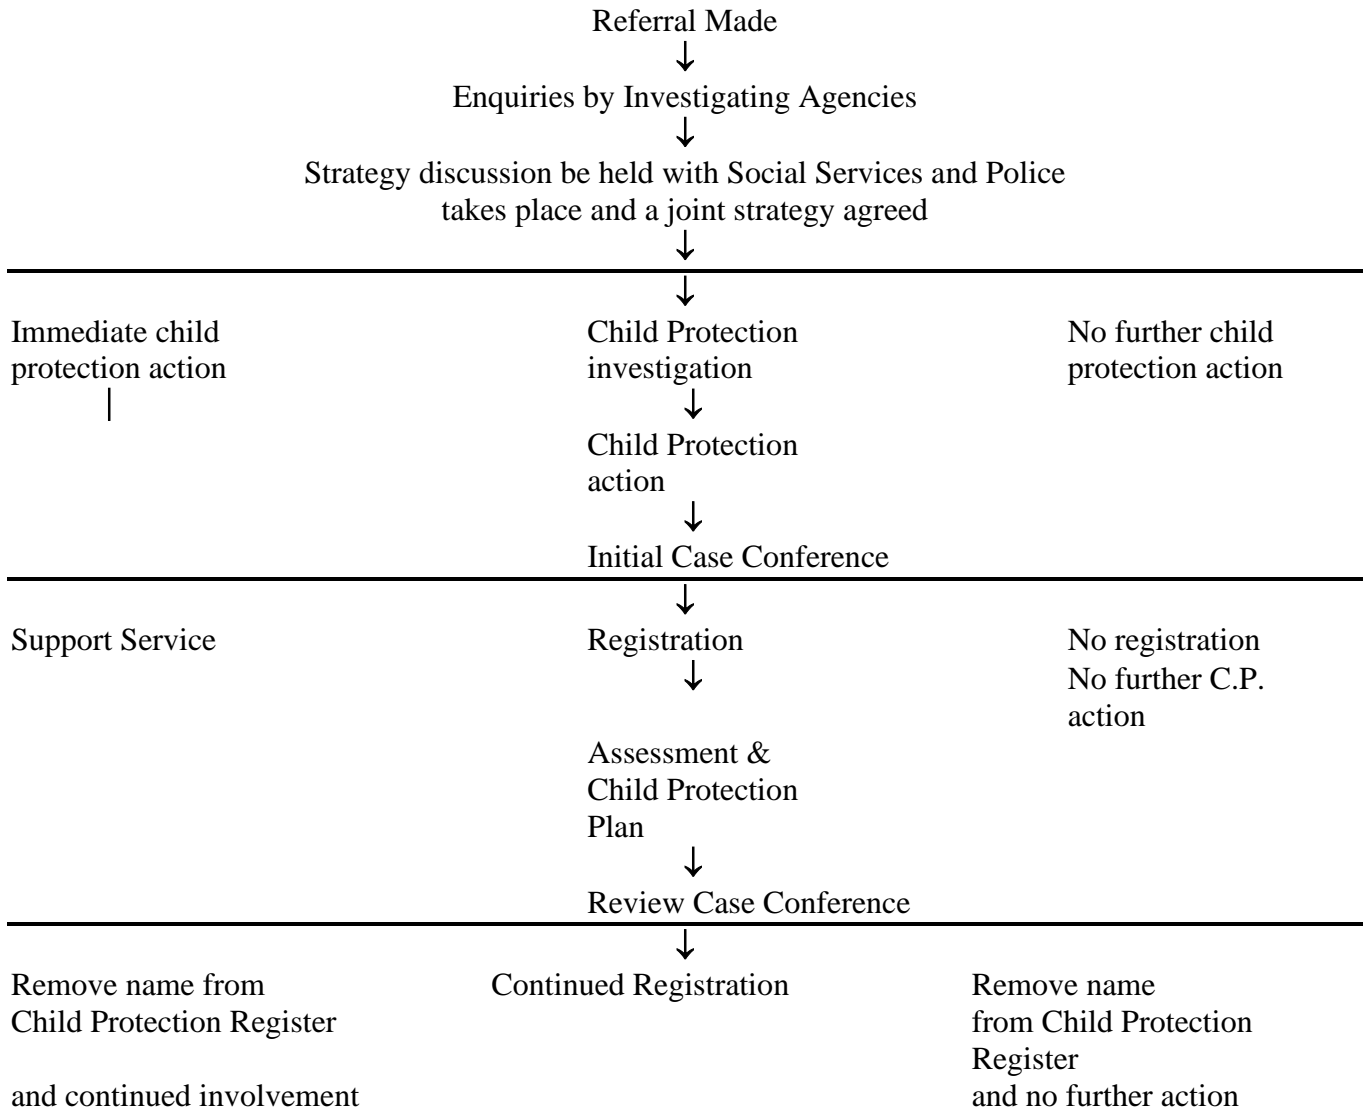 Referral Made
Enquiries by Investigating Agencies
Strategy discussion be held with Social Services and Police
takes place and a joint strategy agreed
Immediate child
protection action
Child Protection
investigation
No further child
protection action
Child Protection
action
Initial Case Conference
Support Service
Registration
No registration
No further C.P.
action
Assessment &
Child Protection
Plan
Review Case Conference
Remove name from
Child Protection Register
and continued involvement
Continued Registration
Remove name
from Child Protection
Register
and no further action